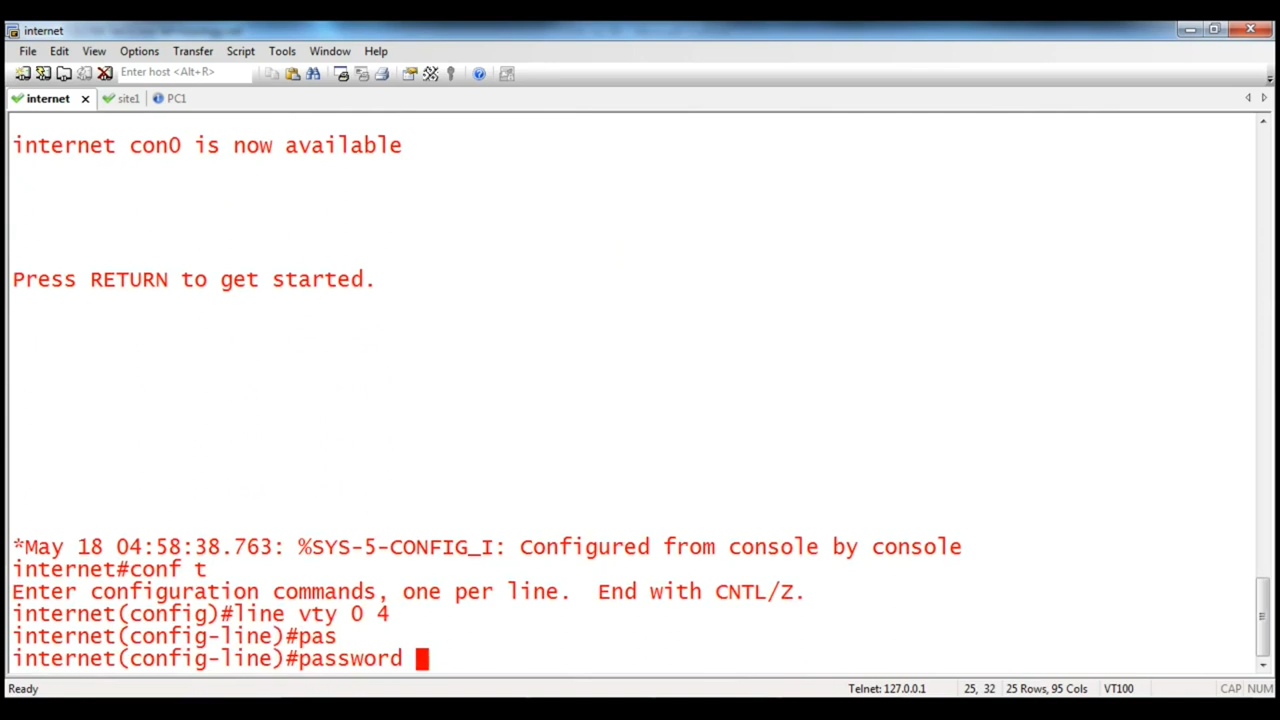 internet
File Edit View Options Transfer Script Tools Window Help
Enter host <Alt+R>
internet x site1 PC1
internet con0 is now available
Press RETURN to get started.
*May 18 04:58:38.763: %SYS-5-CONFIG_I: Configured from console by console
internet#conf t
Enter configuration commands, one per line.  End with CNTL/Z.
internet(config)#line vty 0 4
internet(config-line)#pas
internet(config-line)#password
Ready Telnet: 127.0.0.1 25, 32 25 Rows, 95 Cols VT100 CAP NUM